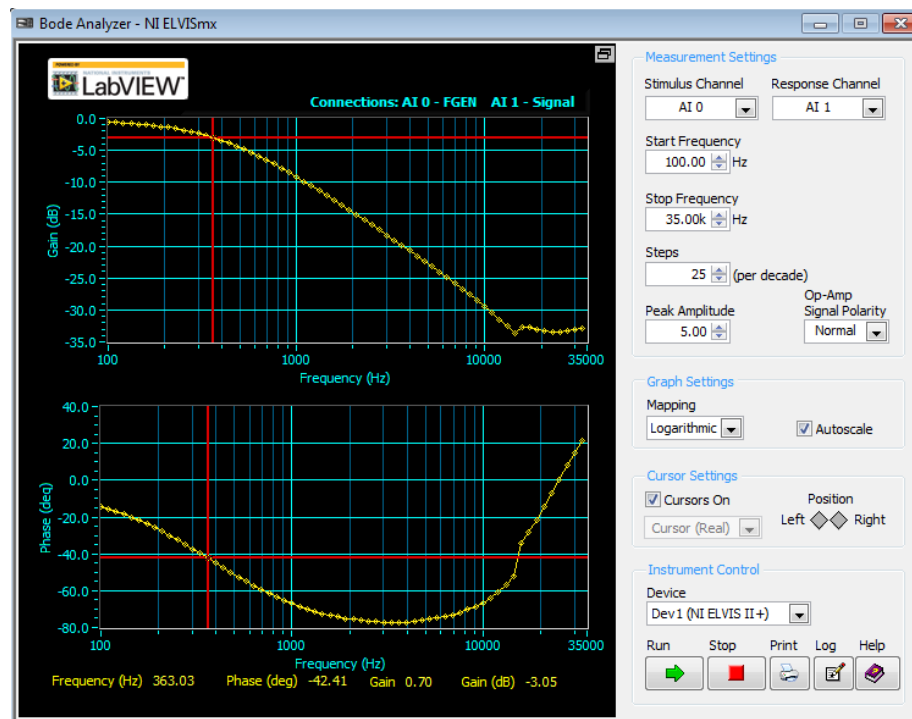 Bode Analyzer - NI ELVISmx
POWERED BY
NATIONAL INSTRUMENTS
LabVIEW
Connections: AI 0 - FGEN AI 1 - Signal
0.0
-5.0
-10.0
-15.0
-20.0
-25.0
-30.0
-35.0
Gain (dB)
100 1000 10000 35000
Frequency (Hz)
40.0
20.0
0.0
-20.0
-40.0
-60.0
-80.0
Phase (deg)
100 1000 10000 35000
Frequency (Hz)
Frequency (Hz) 363.03 Phase (deg) -42.41 Gain 0.70 Gain (dB) -3.05
Measurement Settings
Stimulus Channel Response Channel
AI 0 AI 1
Start Frequency
100.00 Hz
Stop Frequency
35.00k Hz
Steps
25 (per decade)
Peak Amplitude
5.00
Op-Amp
Signal Polarity
Normal
Graph Settings
Mapping
Logarithmic Autoscale
Cursor Settings
Cursors On Position
Cursor (Real) Left Right
Instrument Control
Device
Dev1 (NI ELVIS II+)
Run Stop Print Log Help